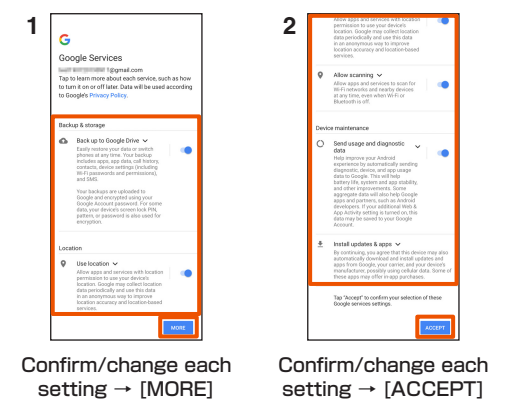 1
G
Google Services
1@gmail.com
Tap to learn more about each service, such as how
to turn it on or off later. Data will be used according
to Google's Privacy Policy.
Backup & storage
Back up to Google Drive
Easily restore your data or switch
phones at any time. Your backup
includes apps, app data, call history,
contacts, device settings (including
Wi-Fi passwords and permissions),
and SMS.
Your backups are uploaded to
Google and encrypted using your
Google Account password. For some
data, your device's screen lock PIN,
pattern, or password is also used for
encryption.
Location
Use location
Allow apps and services with location
permission to use your device's
location. Google may collect location
data periodically and use this data
in an anonymous way to improve
location accuracy and location-based
services.
MORE
Confirm/change each
setting → [MORE]
2
Allow apps and services with location
permission to use your device's
location. Google may collect location
data periodically and use this data
in an anonymous way to improve
location accuracy and location-based
services.
Allow scanning
Allow apps and services to scan for
Wi-Fi networks and nearby devices
at any time, even when Wi-Fi or
Bluetooth is off.
Device maintenance
Send usage and diagnostic
data
Help improve your Android
experience by automatically sending
diagnostic, device, and app usage
data to Google. This will help
battery life, system and app stability,
and other improvements. Some
aggregate data will also help Google
apps and partners, such as Android
developers. If your additional Web &
App Activity setting is turned on, this
data may be saved to your Google
Account.
Install updates & apps
By continuing, you agree that this device may also
automatically download and install updates and
apps from Google, your carrier, and your device's
manufacturer, possibly using cellular data. Some of
these apps may offer in-app purchases.
Tap "Accept" to confirm your selection of these
Google services settings.
ACCEPT
Confirm/change each
setting → [ACCEPT]